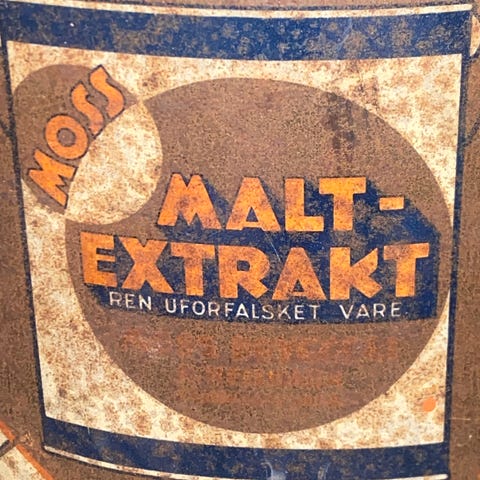 MOSS
MALT-
EXTRAKT
REN UFORFALSKET VARE.